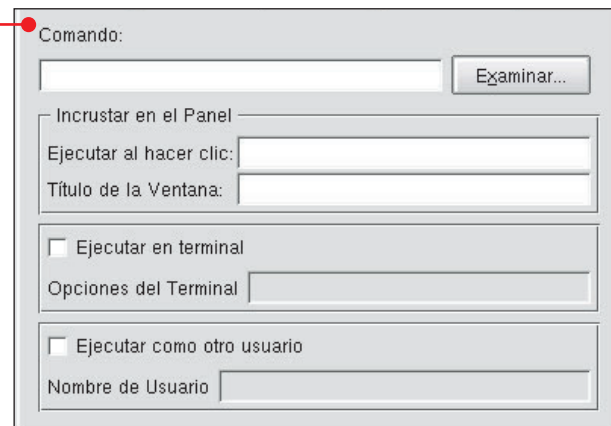 Comando:
Examinar...
Incrustar en el Panel
Ejecutar al hacer clic:
Título de la Ventana:
Ejecutar en terminal
Opciones del Terminal
Ejecutar como otro usuario
Nombre de Usuario